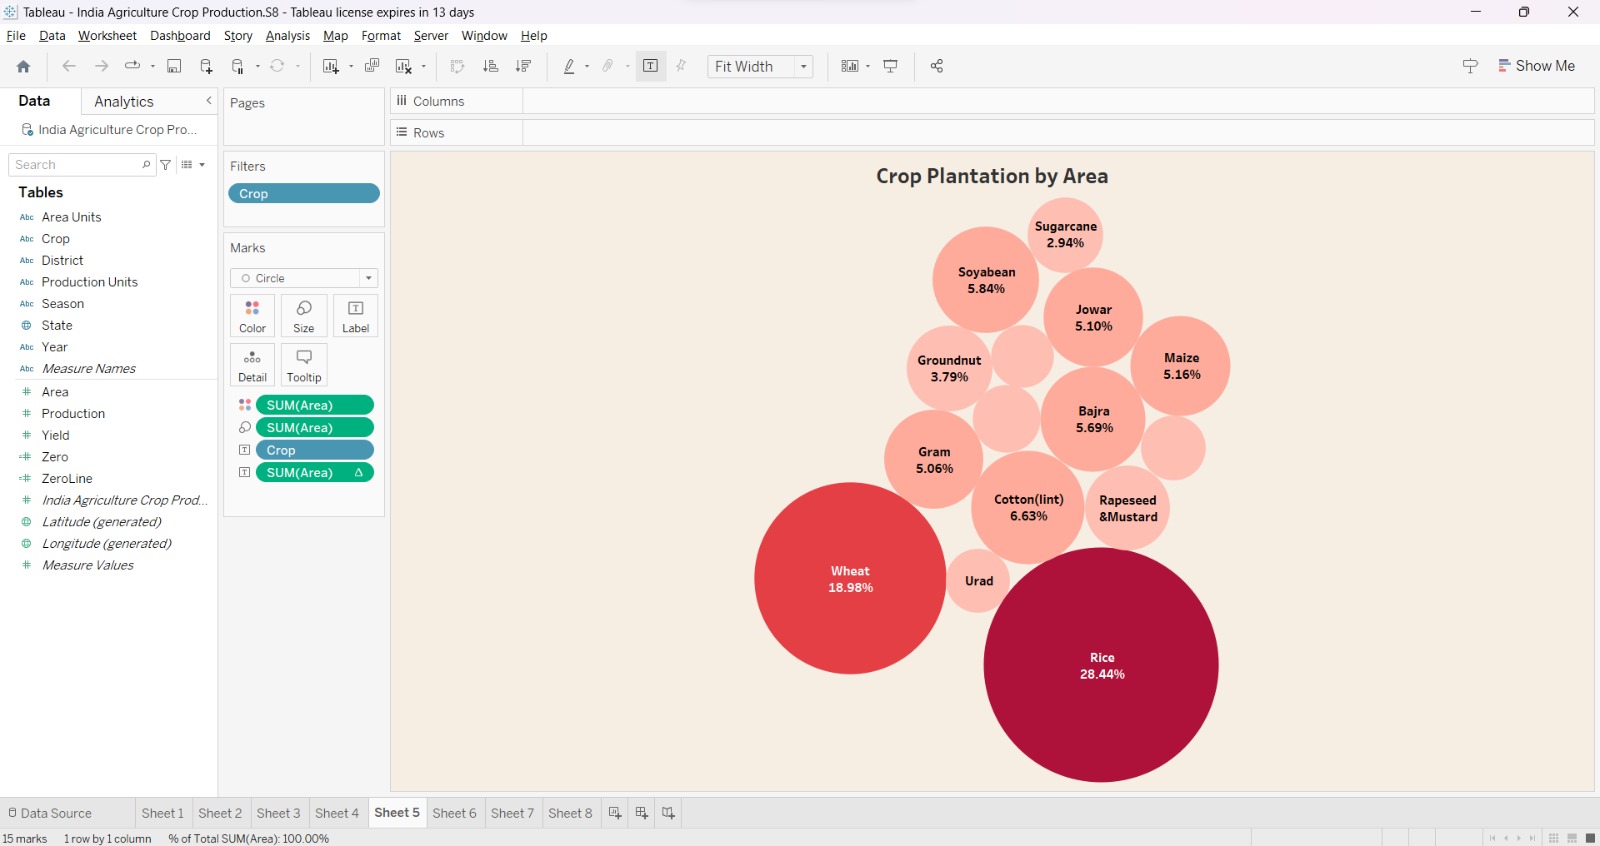 Tableau - India Agriculture Crop Production.S8 - Tableau license expires in 13 days
File Data Worksheet Dashboard Story Analysis Map Format Server Window Help
Fit Width
Show Me
Data Analytics
India Agriculture Crop Pro...
Search
Tables
Abc Area Units
Abc Crop
Abc District
Abc Production Units
Abc Season
State
Abc Year
Abc Measure Names
Area
Production
Yield
Zero
ZeroLine
India Agriculture Crop Prod...
Latitude (generated)
Longitude (generated)
Measure Values
Pages
Filters
Crop
Marks
Circle
Color Size Label
Detail Tooltip
SUM(Area)
SUM(Area)
Crop
SUM(Area)
Columns
Rows
Crop Plantation by Area
Sugarcane
2.94%
Soyabean
5.84%
Jowar
5.10%
Groundnut
3.79%
Maize
5.16%
Bajra
5.69%
Gram
5.06%
Cotton(lint)
6.63%
Rapeseed
&Mustard
Wheat
18.98%
Urad
Rice
28.44%
Data Source Sheet 1 Sheet 2 Sheet 3 Sheet 4 Sheet 5 Sheet 6 Sheet 7 Sheet 8
15 marks 1 row by 1 column % of Total SUM(Area): 100.00%